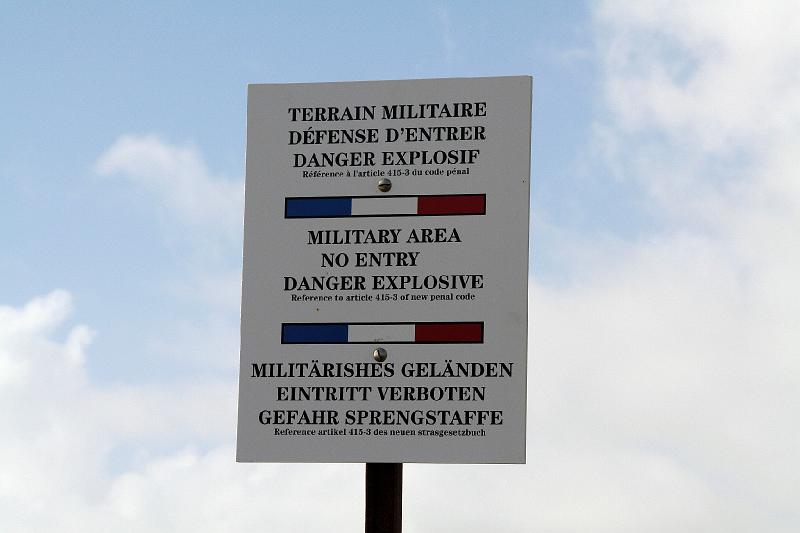 TERRAIN MILITAIRE
DÉFENSE D'ENTRER
DANGER EXPLOSIF
Référence à l'article 415-3 du code pénal
MILITARY AREA
NO ENTRY
DANGER EXPLOSIVE
Reference to article 415-3 of new penal code
MILITÄRISHES GELÄNDEN
EINTRITT VERBOTEN
GEFAHR SPRENGSTAFFE
Reference artikel 415-3 des neuen strasgesetzbuch